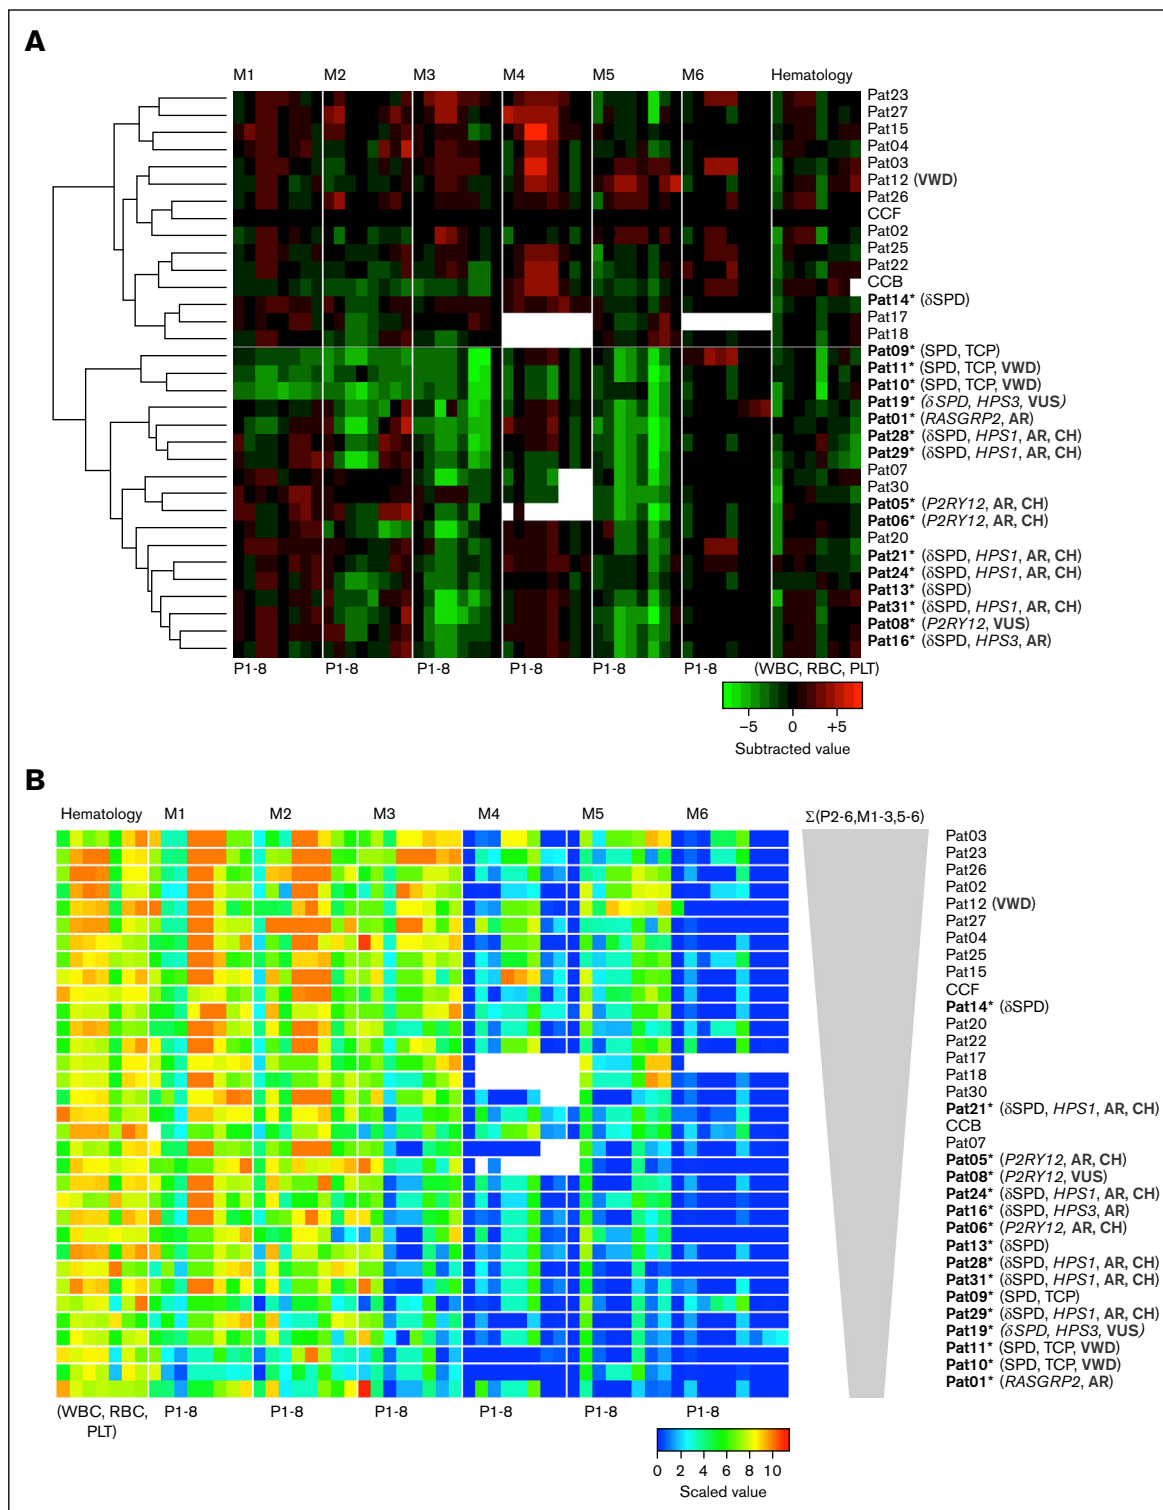 A
M1 M2 M3 M4 M5 M6 Hematology
Pat23
Pat27
Pat15
Pat04
Pat03
Pat12 (VWD)
Pat26
CCF
Pat02
Pat25
Pat22
CCB
Pat14* (δSPD)
Pat17
Pat18
Pat09* (SPD, TCP)
Pat11* (SPD, TCP, VWD)
Pat10* (SPD, TCP, VWD)
Pat19* (δSPD, HPS3, VUS)
Pat01* (RASGRP2, AR)
Pat28* (δSPD, HPS1, AR, CH)
Pat29* (δSPD, HPS1, AR, CH)
Pat07
Pat30
Pat05* (P2RY12, AR, CH)
Pat06* (P2RY12, AR, CH)
Pat20
Pat21* (δSPD, HPS1, AR, CH)
Pat24* (δSPD, HPS1, AR, CH)
Pat13* (δSPD)
Pat31* (δSPD, HPS1, AR, CH)
Pat08* (P2RY12, VUS)
Pat16* (δSPD, HPS3, AR)
P1-8 P1-8 P1-8 P1-8 P1-8 P1-8 (WBC, RBC, PLT)
−5 0 +5
Subtracted value
B
Hematology M1 M2 M3 M4 M5 M6 Σ(P2-6,M1-3,5-6)
Pat03
Pat23
Pat26
Pat02
Pat12 (VWD)
Pat27
Pat04
Pat25
Pat15
CCF
Pat14* (δSPD)
Pat20
Pat22
Pat17
Pat18
Pat30
Pat21* (δSPD, HPS1, AR, CH)
CCB
Pat07
Pat05* (P2RY12, AR, CH)
Pat08* (P2RY12, VUS)
Pat24* (δSPD, HPS1, AR, CH)
Pat16* (δSPD, HPS3, AR)
Pat06* (P2RY12, AR, CH)
Pat13* (δSPD)
Pat28* (δSPD, HPS1, AR, CH)
Pat31* (δSPD, HPS1, AR, CH)
Pat09* (SPD, TCP)
Pat29* (δSPD, HPS1, AR, CH)
Pat19* (δSPD, HPS3, VUS)
Pat11* (SPD, TCP, VWD)
Pat10* (SPD, TCP, VWD)
Pat01* (RASGRP2, AR)
(WBC, RBC, P1-8 P1-8 P1-8 P1-8 P1-8 P1-8
PLT)
0 2 4 6 8 10
Scaled value